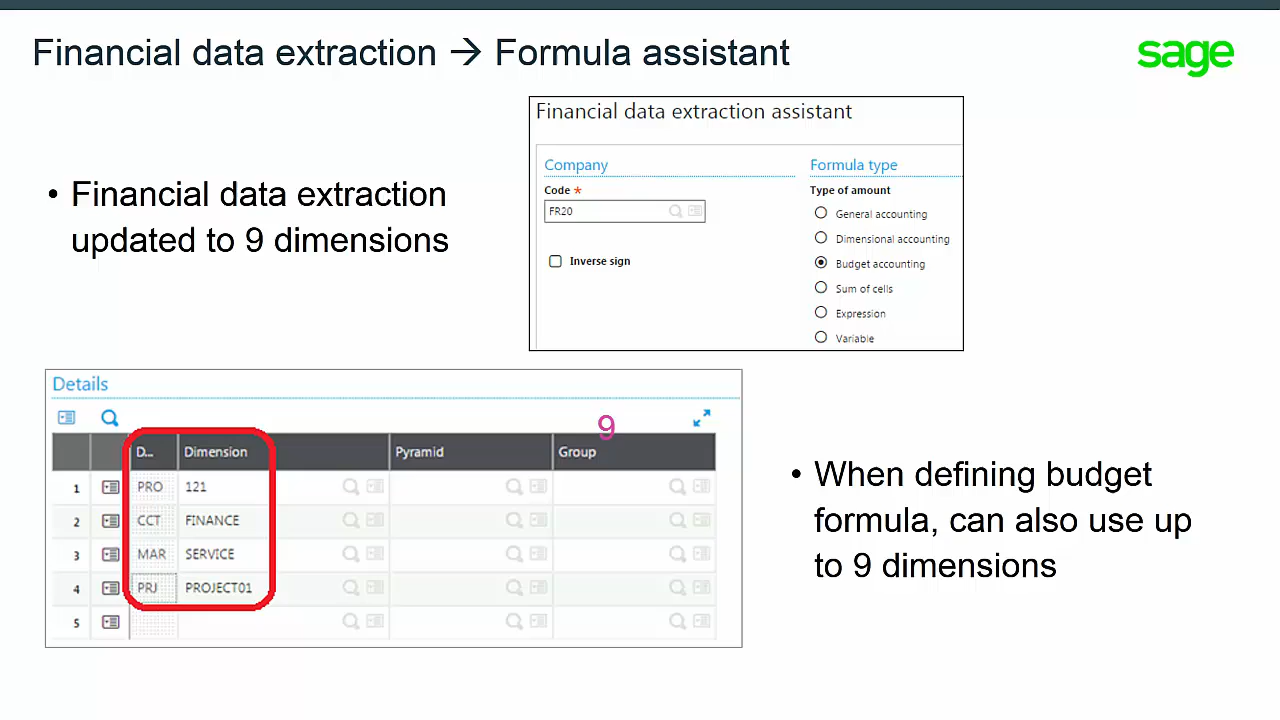 Financial data extraction → Formula assistant
sage
Financial data extraction assistant
Company
Formula type
Code *
Type of amount
FR20
General accounting
Dimensional accounting
Inverse sign
Budget accounting
Sum of cells
Expression
Variable
• Financial data extraction
updated to 9 dimensions
Details
9
D... Dimension Pyramid Group
1 PRO 121
2 CCT FINANCE
3 MAR SERVICE
4 PRJ PROJECT01
5
• When defining budget
formula, can also use up
to 9 dimensions